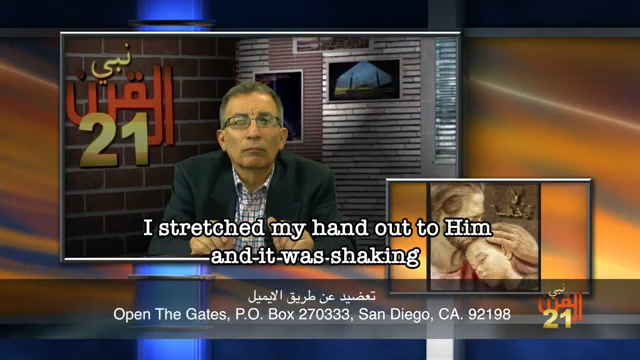 نبي
القرن
21
I stretched my hand out to Him
and it was shaking
تعضيد عن طريق الايميل
Open The Gates, P.O. Box 270333, San Diego, CA. 92198
نبي
القرن
21